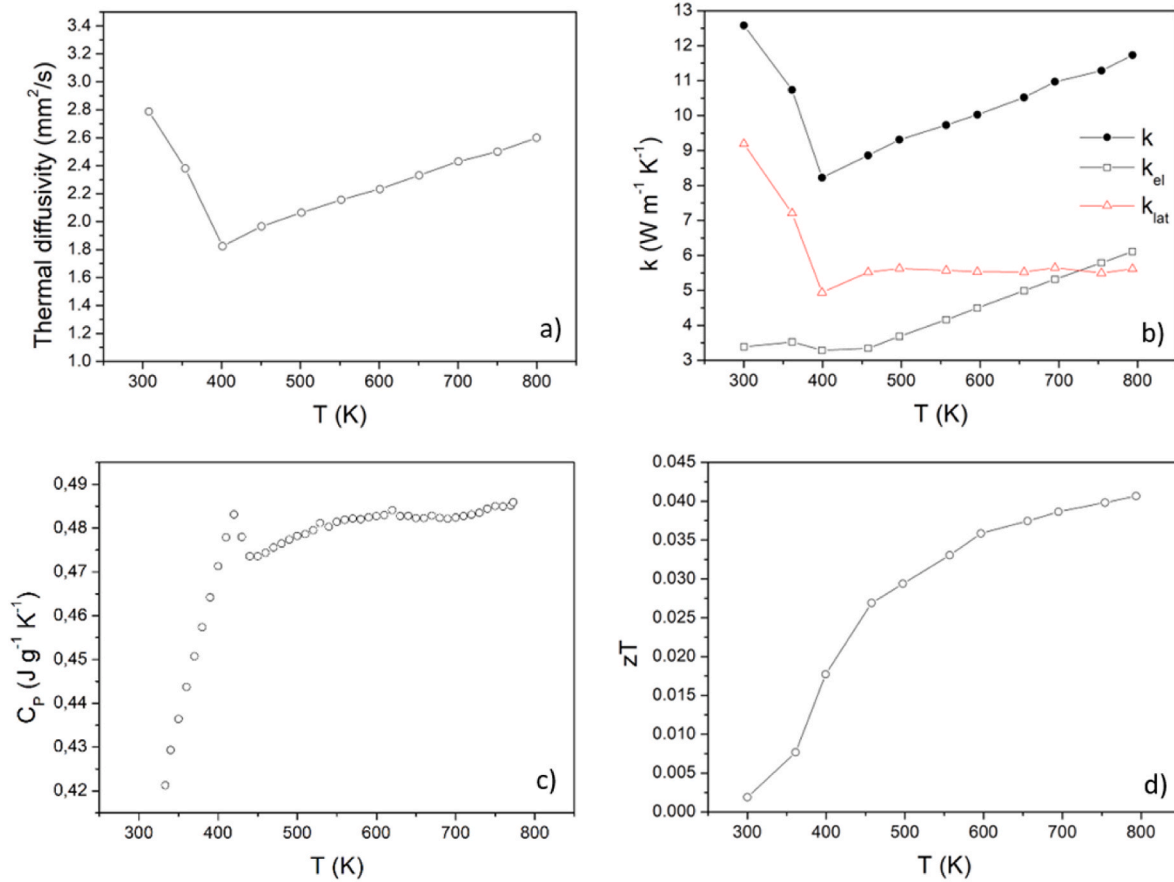 3.4
3.2
3.0
2.8
2.6
2.4
2.2
2.0
1.8
1.6
1.4
1.2
1.0
Thermal diffusivity (mm²/s)
a)
300 400 500 600 700 800
T (K)
13
12
11
10
9
8
7
6
5
4
3
k (W m⁻¹ K⁻¹)
k
k_el
k_lat
b)
300 400 500 600 700 800
T (K)
0,49
0,48
0,47
0,46
0,45
0,44
0,43
0,42
C_P (J g⁻¹ K⁻¹)
c)
300 400 500 600 700 800
T (K)
0.045
0.040
0.035
0.030
0.025
0.020
0.015
0.010
0.005
0.000
zT
d)
300 400 500 600 700 800
T (K)